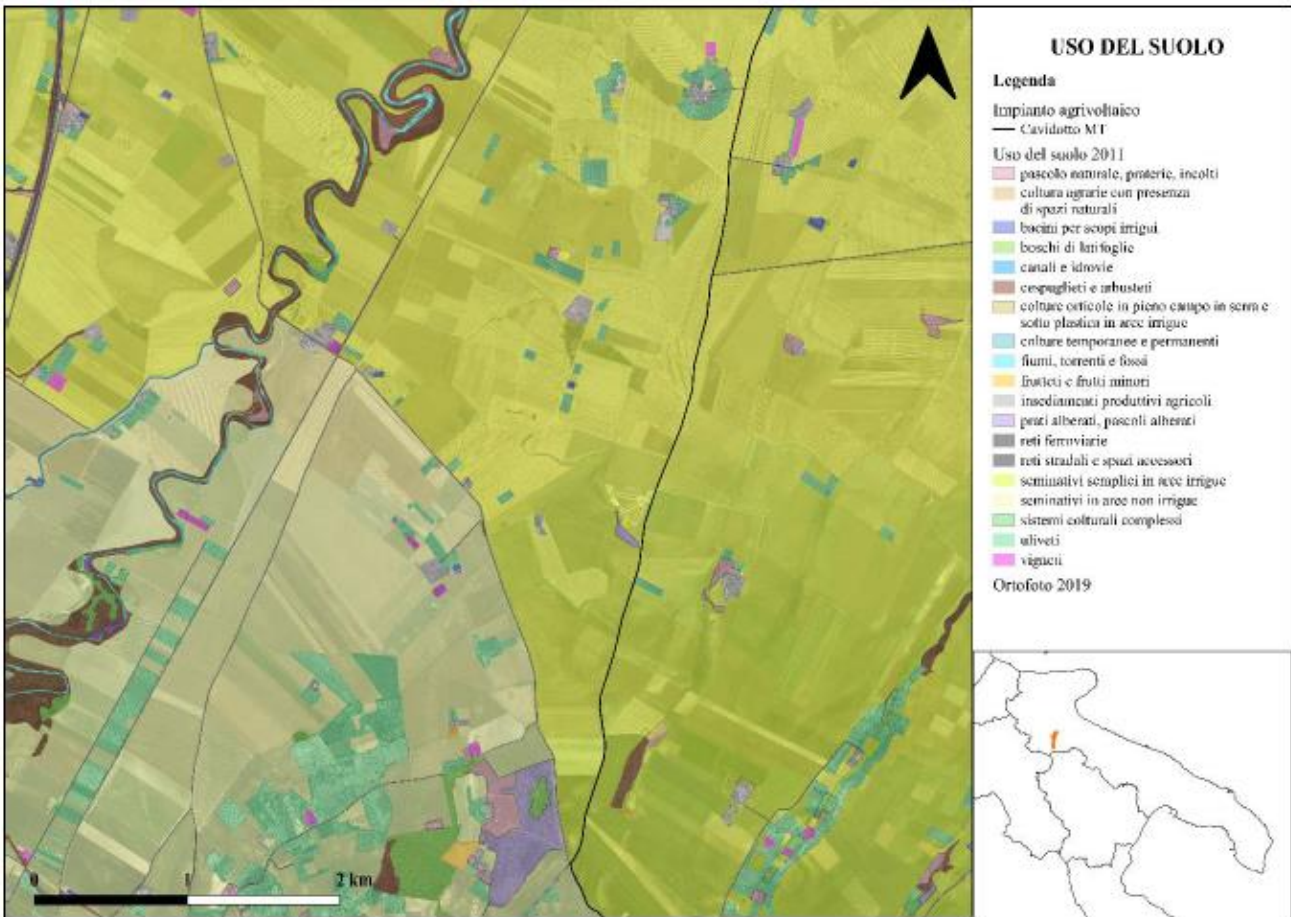 USO DEL SUOLO
Legenda
Impianto agrivoltaico
Cavidotto MT
Uso del suolo 2011
pascolo naturale, praterie, incolti
coltura agrarie con presenza
di spazi naturali
bacini per scopi irrigui
boschi di latifoglie
canali e idrovie
cespuglieti e arbusteti
colture orticole in pieno campo in serra e
sotto plastica in aree irrigue
colture temporanee e permanenti
fiumi, torrenti e fossi
frutteti e frutti minori
insediamenti produttivi agricoli
prati alberati, pascoli alberati
reti ferroviarie
reti stradali e spazi accessori
seminativi semplici in aree irrigue
seminativi in aree non irrigue
sistemi colturali complessi
uliveti
vigneti
Ortofoto 2019
0 1 2 km